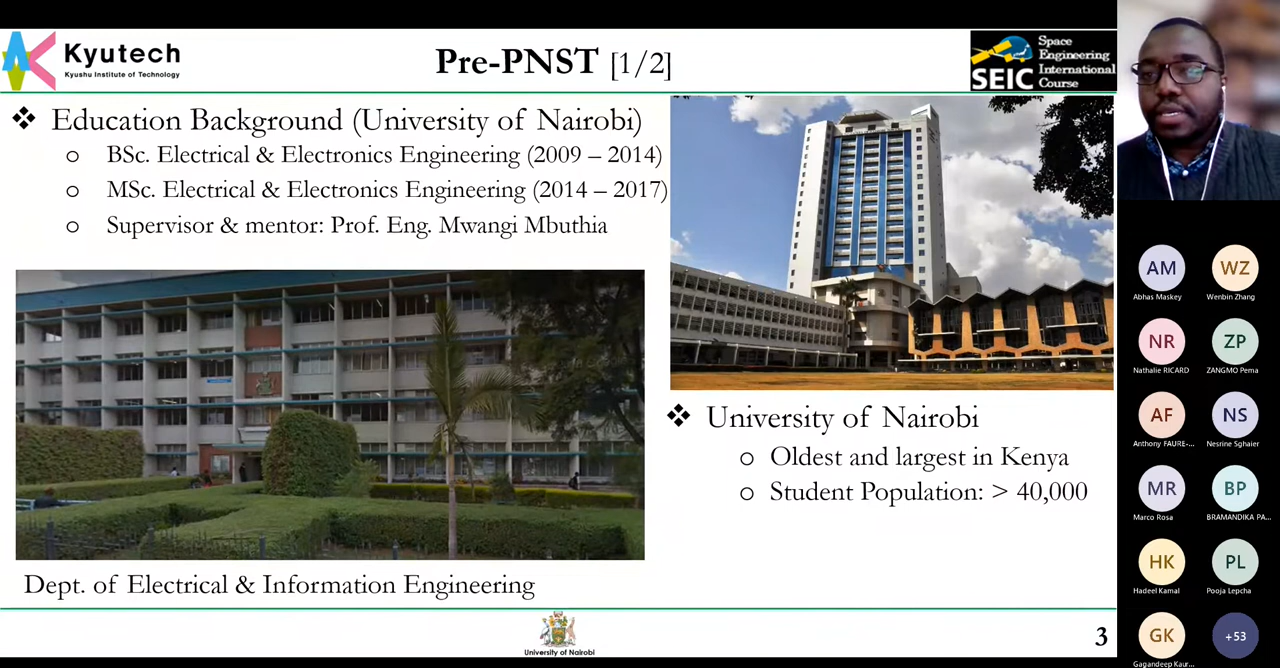 Kyutech
Kyushu Institute of Technology
Pre-PNST [1/2]
SEIC
Space
Engineering
International
Course
❖ Education Background (University of Nairobi)
o BSc. Electrical & Electronics Engineering (2009 – 2014)
o MSc. Electrical & Electronics Engineering (2014 – 2017)
o Supervisor & mentor: Prof. Eng. Mwangi Mbuthia
Dept. of Electrical & Information Engineering
❖ University of Nairobi
o Oldest and largest in Kenya
o Student Population: > 40,000
University of Nairobi
3
AM
Abhas Maskey
WZ
Wenbin Zhang
NR
Nathalie RICARD
ZP
ZANGMO Pema
AF
Anthony FAURE-...
NS
Nesrine Sghaier
MR
Marco Rosa
BP
BRAMANDIKA PA...
HK
Hadeel Kamal
PL
Pooja Lepcha
GK
Gagandeep Kaur...
+53